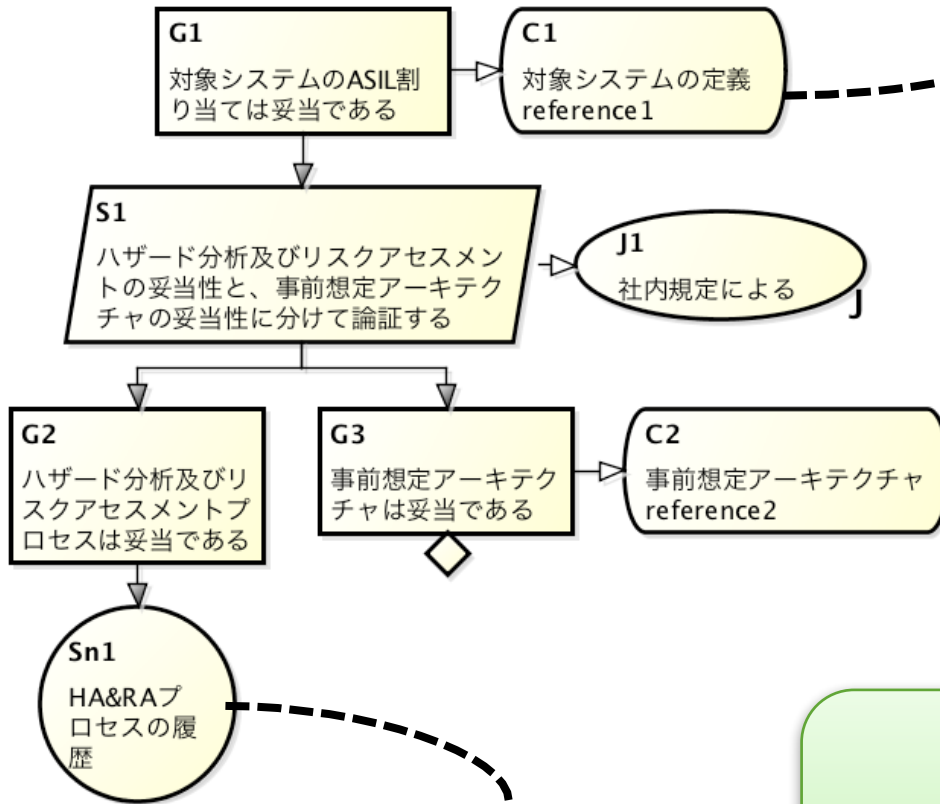 G1
対象システムのASIL割
り当ては妥当である
C1
対象システムの定義
reference1
S1
ハザード分析及びリスクアセスメン
トの妥当性と、事前想定アーキテク
チャの妥当性に分けて論証する
J1
社内規定による
J
G2
ハザード分析及びリ
スクアセスメントプ
ロセスは妥当である
G3
事前想定アーキテク
チャは妥当である
C2
事前想定アーキテクチャ
reference2
Sn1
HA&RAプ
ロセスの履
歴